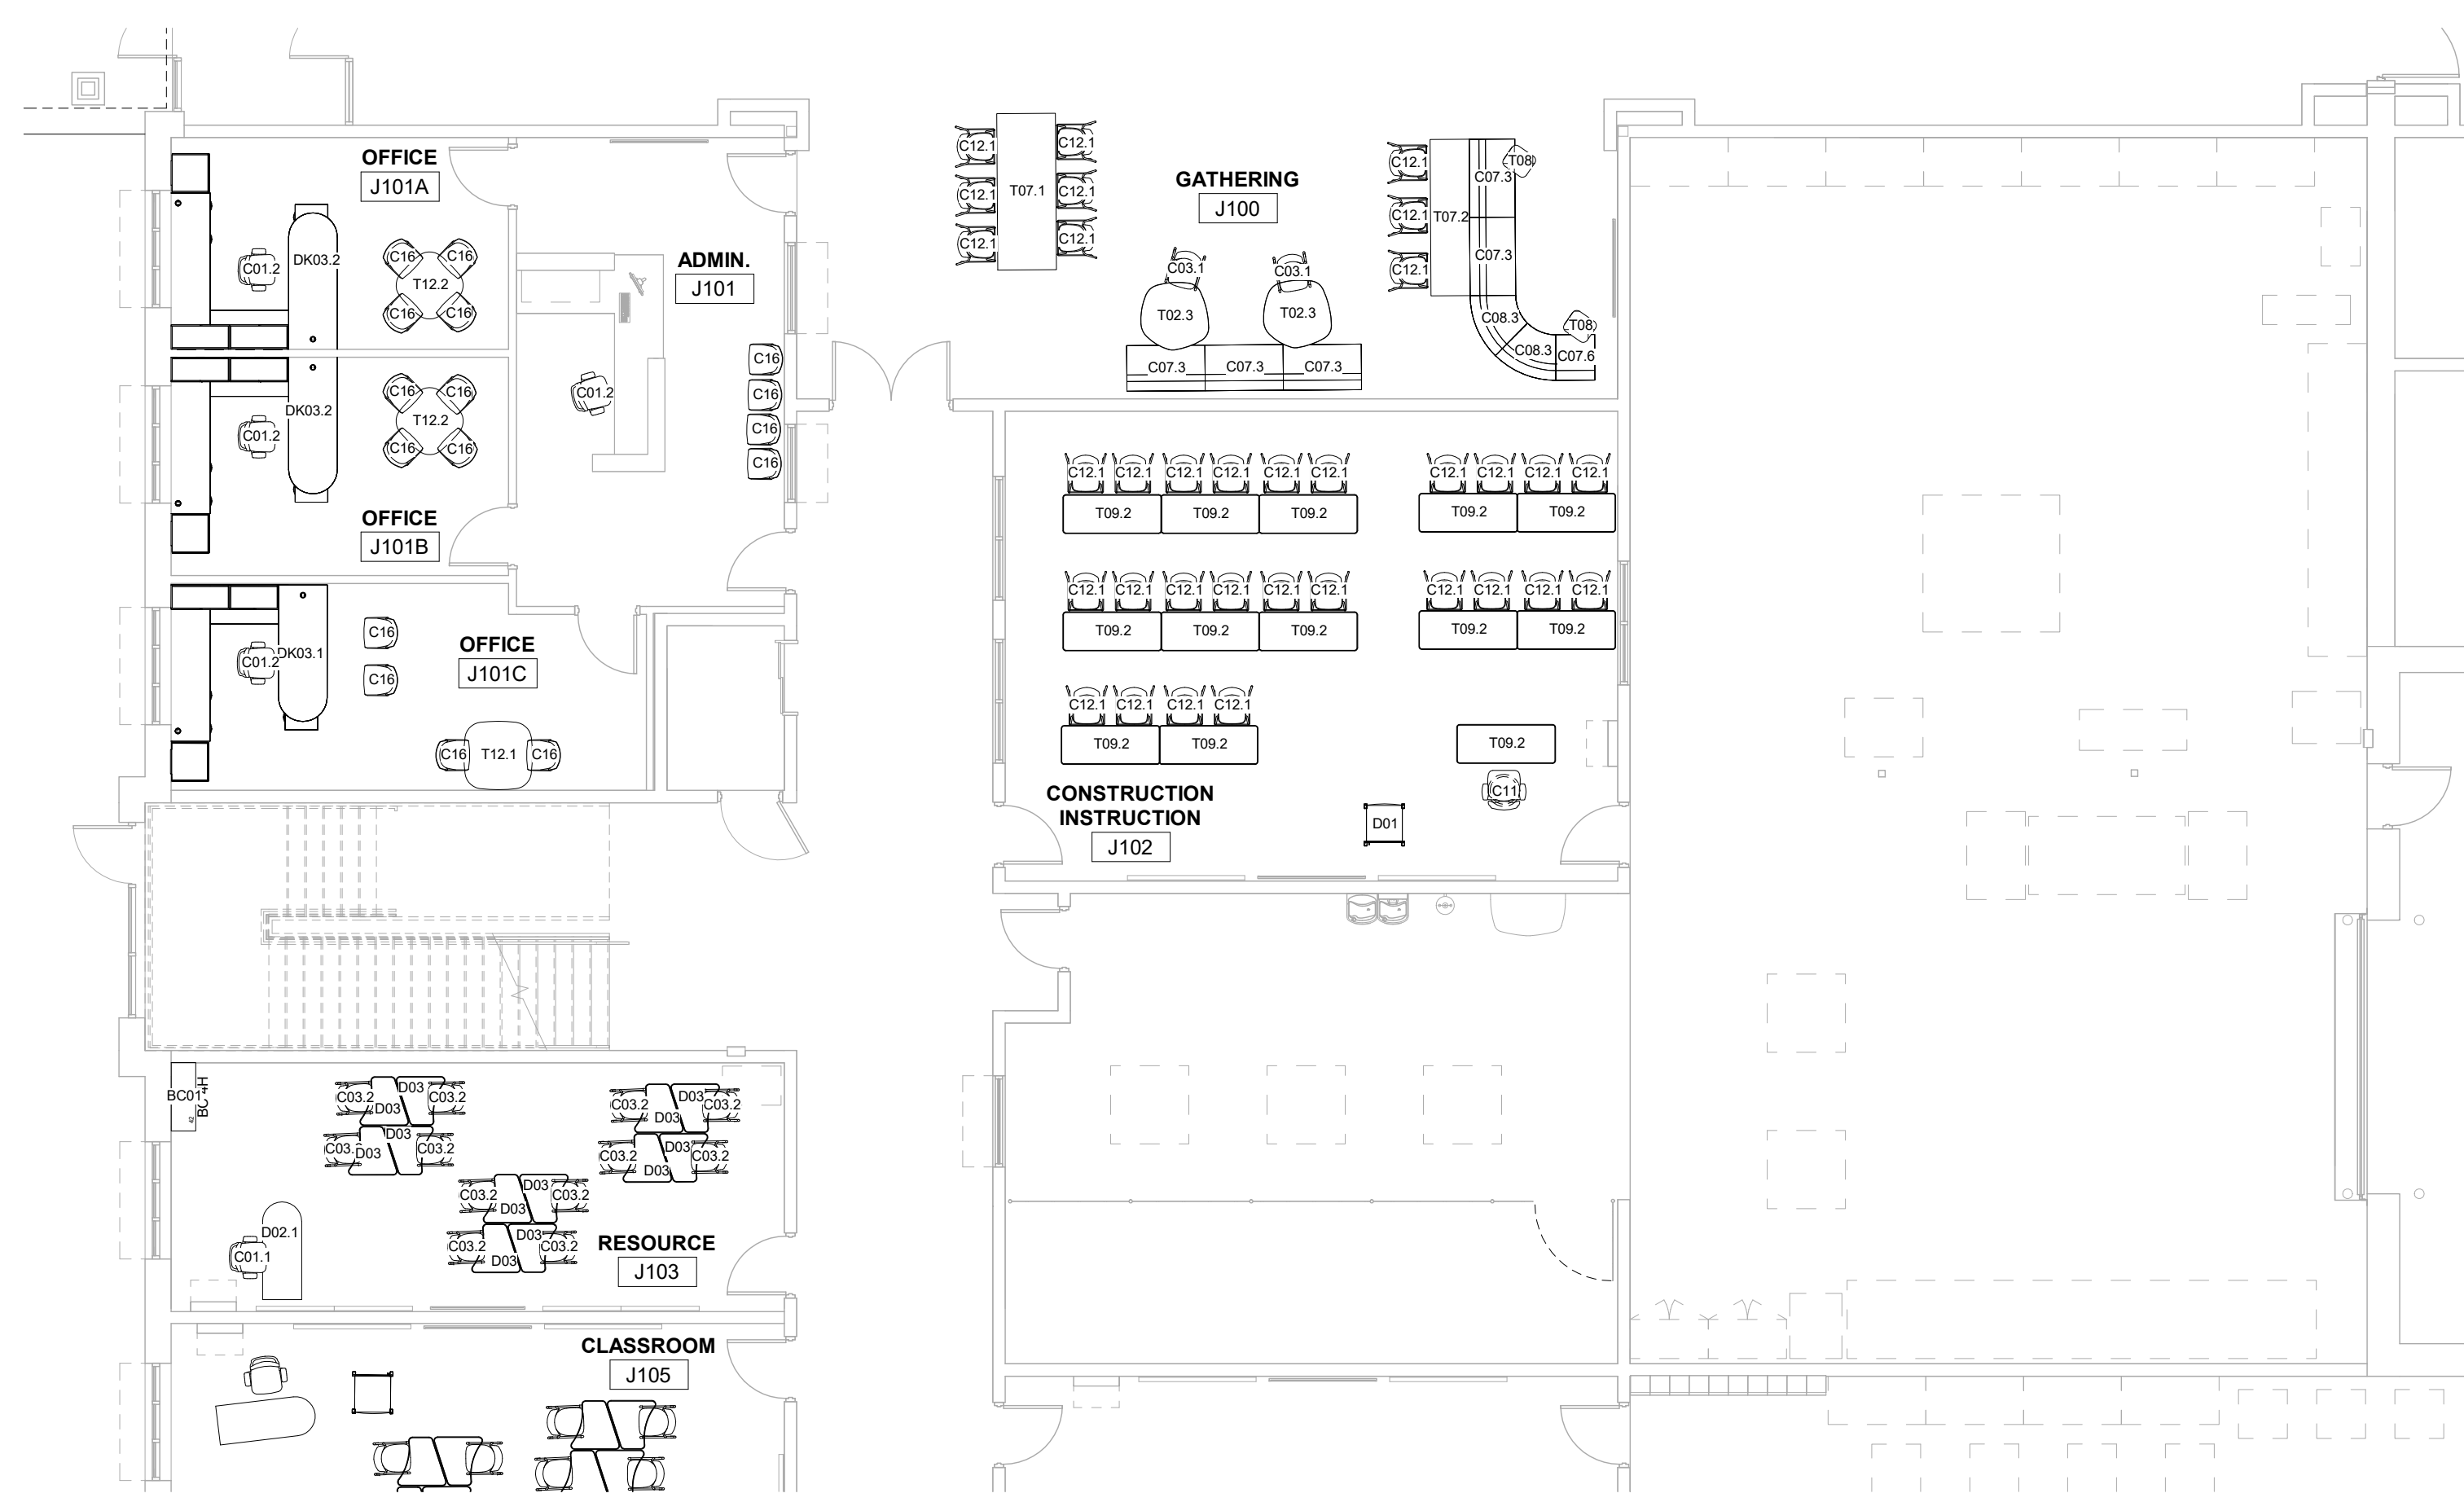 OFFICE
J101A
DK03.2
C01.2
C16
C16
T12.2
C16
C16
ADMIN.
J101
C01.2
C16
C16
C16
C16
DK03.2
C01.2
C16
C16
T12.2
C16
C16
OFFICE
J101B
C01.2
DK03.1
C16
C16
OFFICE
J101C
C16
T12.1
C16
GATHERING
J100
C12.1
C12.1
C12.1
T07.1
C12.1
C12.1
C12.1
C03.1
C03.1
T02.3
T02.3
C07.3
C07.3
C07.3
C12.1
C12.1
C12.1
T07.2
C07.3
T08
C07.3
C08.3
T08
C08.3
C07.6
C12.1 C12.1 C12.1 C12.1 C12.1 C12.1 C12.1 C12.1 C12.1 C12.1
T09.2 T09.2 T09.2 T09.2 T09.2
C12.1 C12.1 C12.1 C12.1 C12.1 C12.1 C12.1 C12.1 C12.1 C12.1
T09.2 T09.2 T09.2 T09.2 T09.2
C12.1 C12.1 C12.1 C12.1
T09.2 T09.2 T09.2
C11
D01
CONSTRUCTION
INSTRUCTION
J102
BC01
42
C03.2 D03 D03 C03.2
C03. D03 D03 C03.2
C03.2 D03 D03 C03.2
C03.2 D03 D03 C03.2
C03.2 D03 D03 C03.2
C03.2 D03 D03 C03.2
D02.1
C01.1
RESOURCE
J103
CLASSROOM
J105